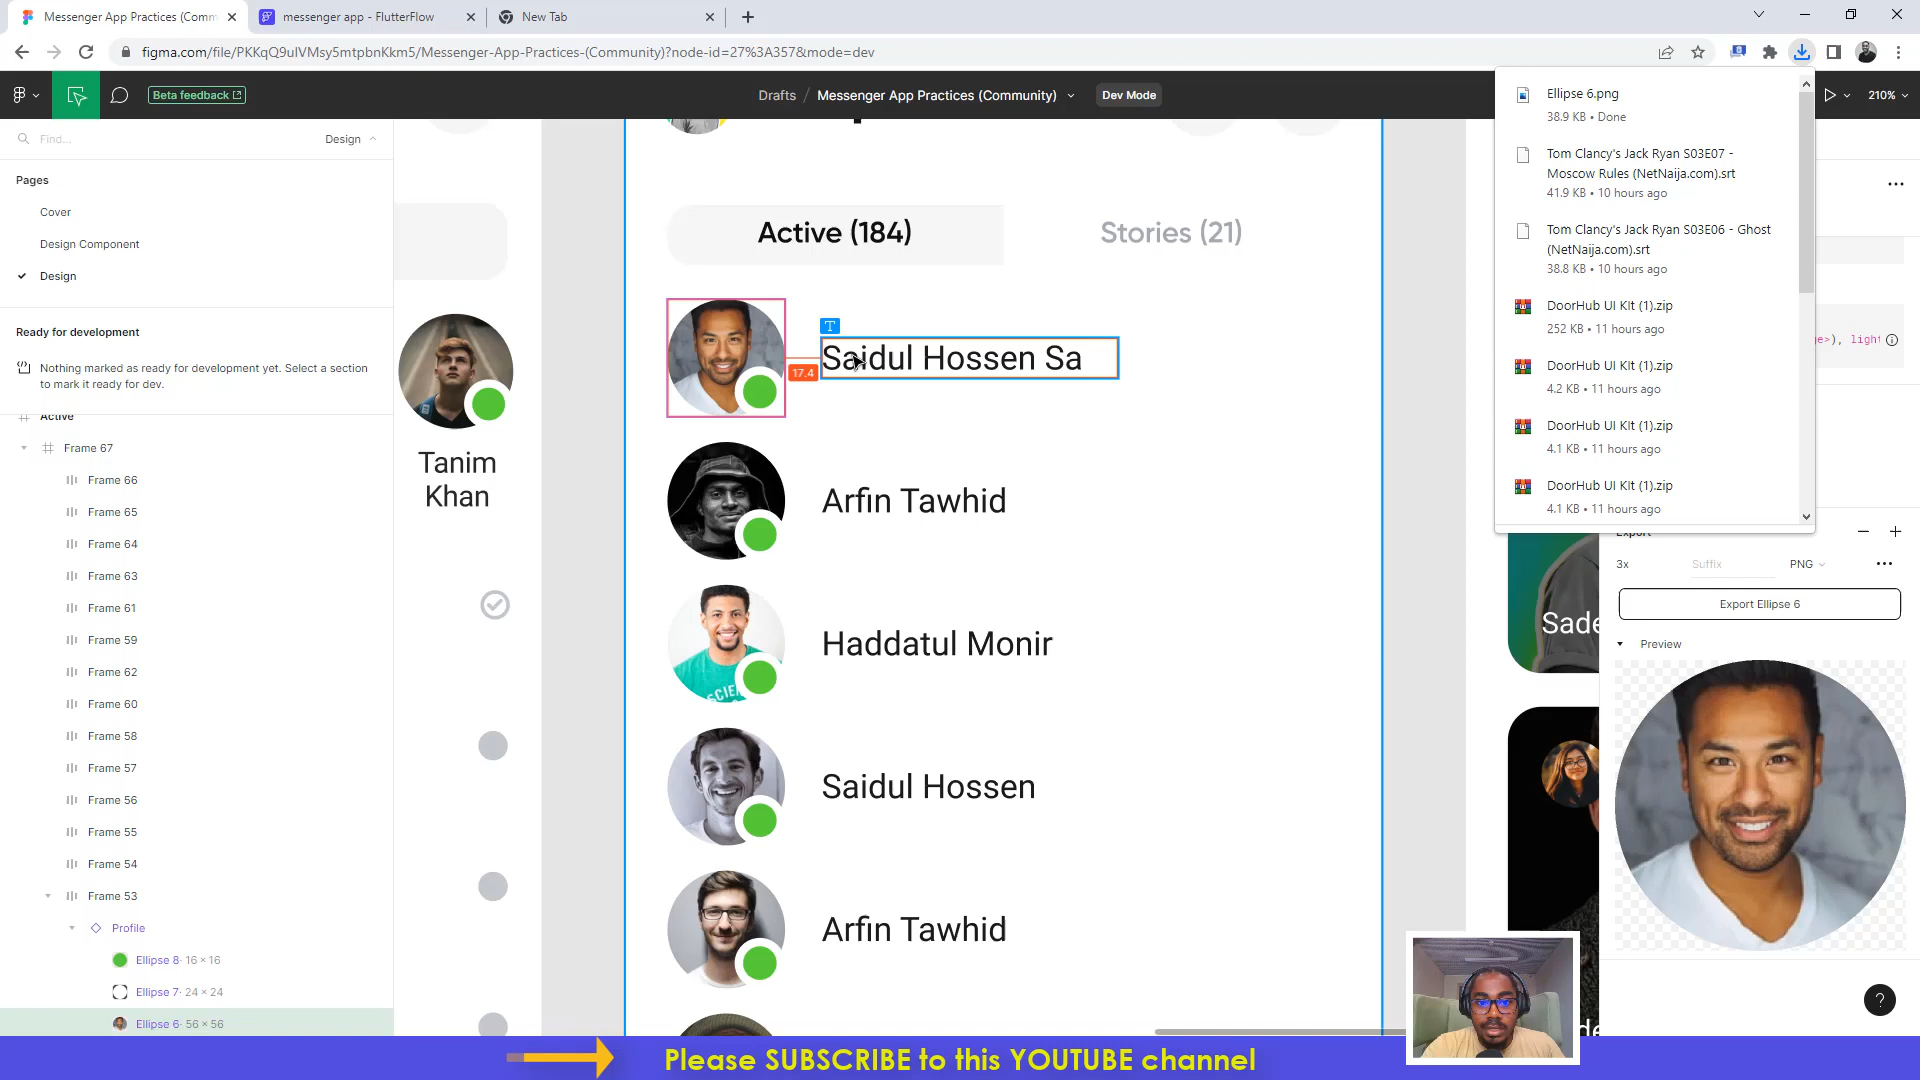 Messenger App Practices (Comm
messenger app - FlutterFlow
New Tab
figma.com/file/PKKqQ9ulVMsy5mtpbnKkm5/Messenger-App-Practices-(Community)?node-id=27%3A357&mode=dev
Beta feedback
Drafts / Messenger App Practices (Community)
Dev Mode
210%
Find...
Design
Pages
Cover
Design Component
Design
Ready for development
Nothing marked as ready for development yet. Select a section
to mark it ready for dev.
Active
Frame 67
Frame 66
Frame 65
Frame 64
Frame 63
Frame 61
Frame 59
Frame 62
Frame 60
Frame 58
Frame 57
Frame 56
Frame 55
Frame 54
Frame 53
Profile
Ellipse 8 · 16 × 16
Ellipse 7 · 24 × 24
Ellipse 6 · 56 × 56
Tanim
Khan
Active (184)
Stories (21)
T
17.4
Saidul Hossen Sa
Arfin Tawhid
Haddatul Monir
SCIEN
Saidul Hossen
Arfin Tawhid
Ellipse 6.png
38.9 KB • Done
Tom Clancy's Jack Ryan S03E07 -
Moscow Rules (NetNaija.com).srt
41.9 KB • 10 hours ago
Tom Clancy's Jack Ryan S03E06 - Ghost
(NetNaija.com).srt
38.8 KB • 10 hours ago
DoorHub UI KIt (1).zip
252 KB • 11 hours ago
DoorHub UI KIt (1).zip
4.2 KB • 11 hours ago
DoorHub UI KIt (1).zip
4.1 KB • 11 hours ago
DoorHub UI KIt (1).zip
4.1 KB • 11 hours ago
e>), light
Export
3x
Suffix
PNG
Export Ellipse 6
Preview
Sade
de
?
Please SUBSCRIBE to this YOUTUBE channel